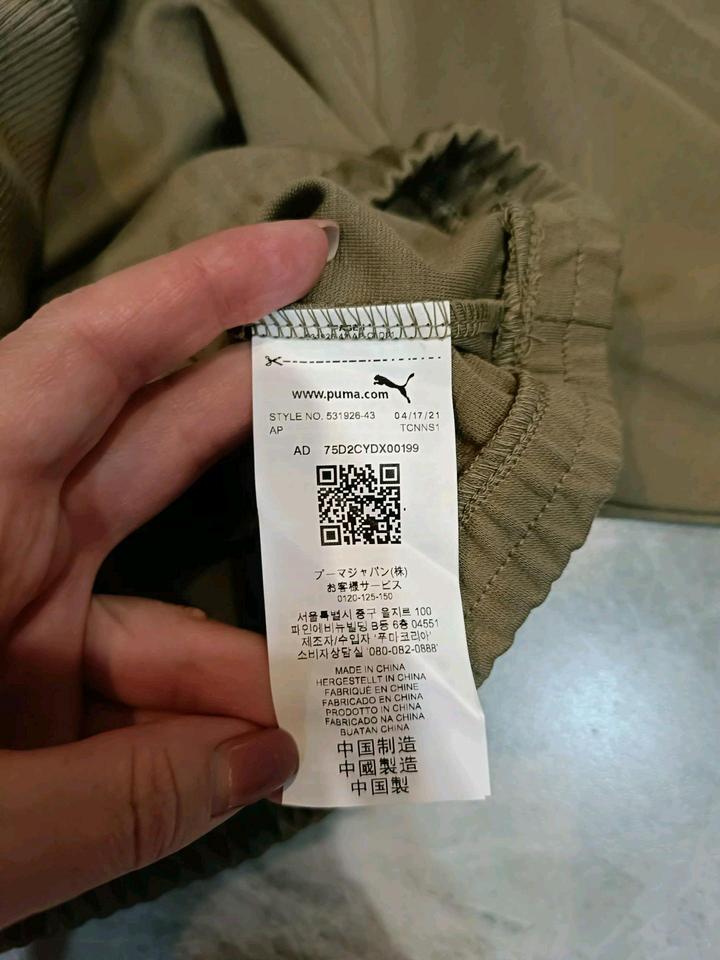 www.puma.com
STYLE NO. 531926-43 04/17/21
AP TCNNS1
AD 75D2CYDX00199
プーマジャパン(株)
お客様サービス
0120-125-150
서울특별시 중구 을지로 100
파인에비뉴빌딩 B동 6층 04551
제조자/수입자 '푸마코리아'
소비자상담실 '080-082-0888'
MADE IN CHINA
HERGESTELLT IN CHINA
FABRIQUÉ EN CHINE
FABRICADO EN CHINA
PRODOTTO IN CHINA
FABRICADO NA CHINA
BUATAN CHINA
中国制造
中國製造
中国製